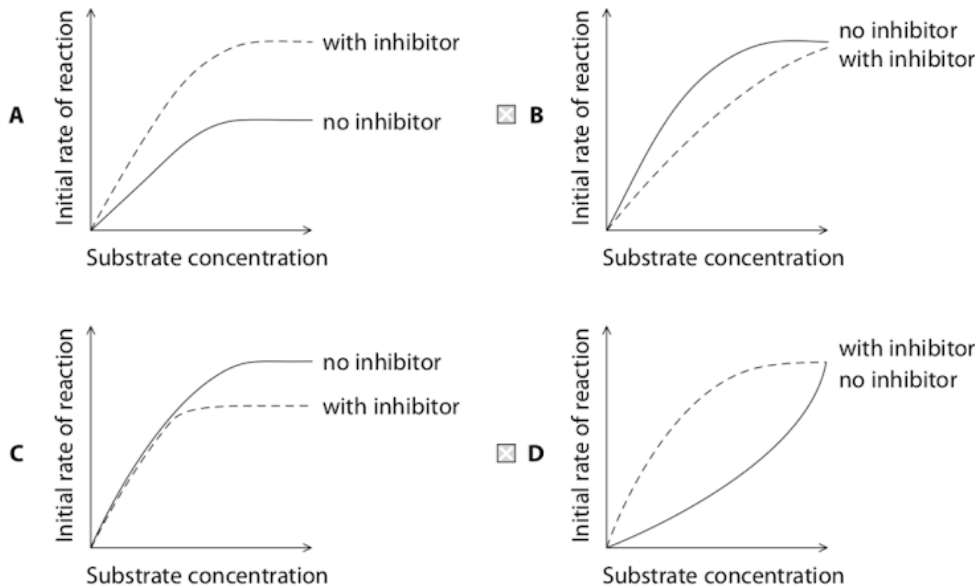 A
Initial rate of reaction
with inhibitor
no inhibitor
Substrate concentration
B
Initial rate of reaction
no inhibitor
with inhibitor
Substrate concentration
C
Initial rate of reaction
no inhibitor
with inhibitor
Substrate concentration
D
Initial rate of reaction
with inhibitor
no inhibitor
Substrate concentration